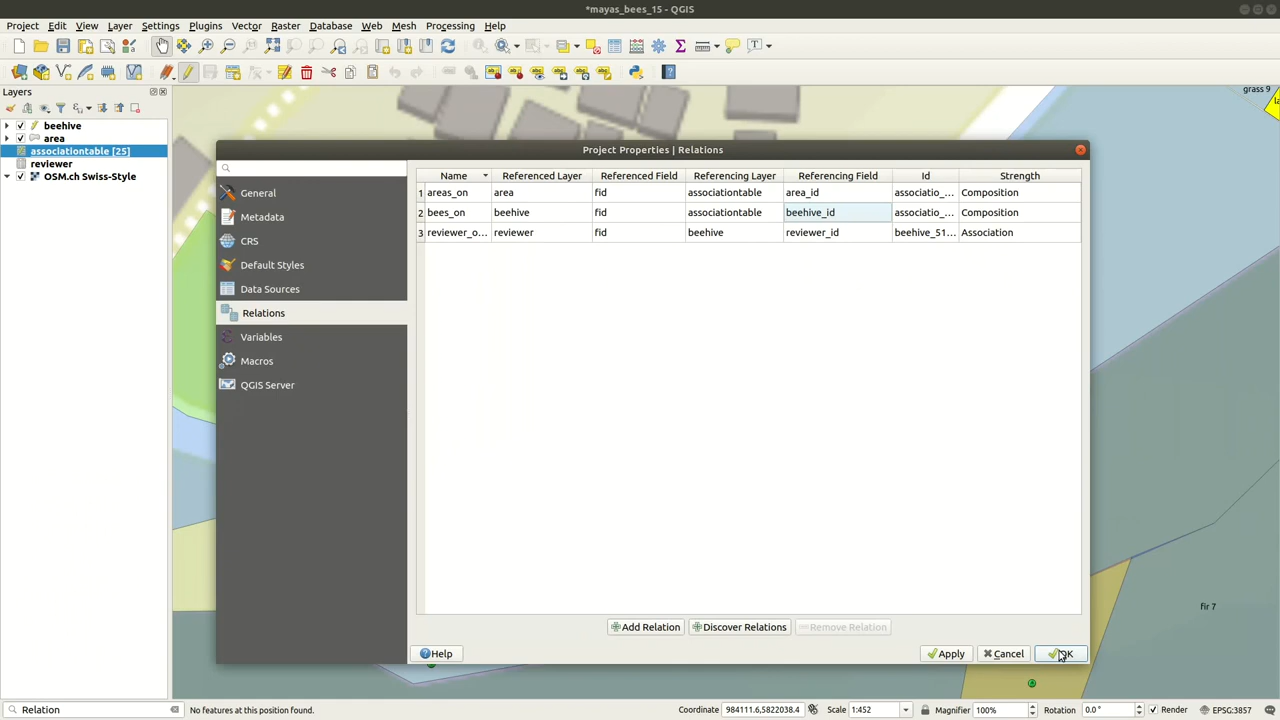 *mayas_bees_15 - QGIS
Project Edit View Layer Settings Plugins Vector Raster Database Web Mesh Processing Help
Layers
beehive
area
associationtable [25]
reviewer
OSM.ch Swiss-Style
grass 9
Project Properties | Relations
General
Metadata
CRS
Default Styles
Data Sources
Relations
Variables
Macros
QGIS Server
Name Referenced Layer Referenced Field Referencing Layer Referencing Field Id Strength
1 areas_on area fid associationtable area_id associatio_... Composition
2 bees_on beehive fid associationtable beehive_id associatio_... Composition
3 reviewer_o... reviewer fid beehive reviewer_id beehive_51... Association
fir 7
Add Relation Discover Relations Remove Relation
Help Apply Cancel OK
Relation No features at this position found. Coordinate 984111.6,5822038.4 Scale 1:452 Magnifier 100% Rotation 0.0 ° Render EPSG:3857